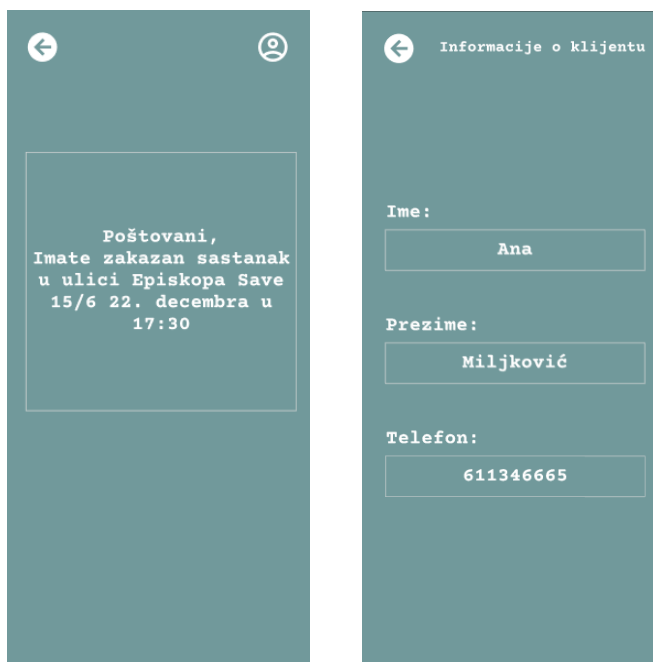 Poštovani,
Imate zakazan sastanak
u ulici Episkopa Save
15/6 22. decembra u
17:30
Informacije o klijentu
Ime:
Ana
Prezime:
Miljković
Telefon:
611346665